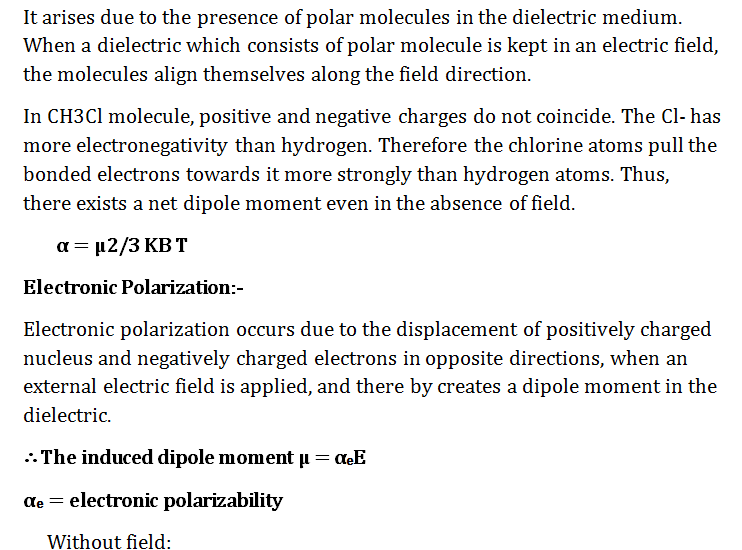 It arises due to the presence of polar molecules in the dielectric medium.
When a dielectric which consists of polar molecule is kept in an electric field,
the molecules align themselves along the field direction.
In CH3Cl molecule, positive and negative charges do not coincide. The Cl- has
more electronegativity than hydrogen. Therefore the chlorine atoms pull the
bonded electrons towards it more strongly than hydrogen atoms. Thus,
there exists a net dipole moment even in the absence of field.
α = μ2/3 KB T
Electronic Polarization:-
Electronic polarization occurs due to the displacement of positively charged
nucleus and negatively charged electrons in opposite directions, when an
external electric field is applied, and there by creates a dipole moment in the
dielectric.
∴ The induced dipole moment μ = αₑE
αₑ = electronic polarizability
Without field: